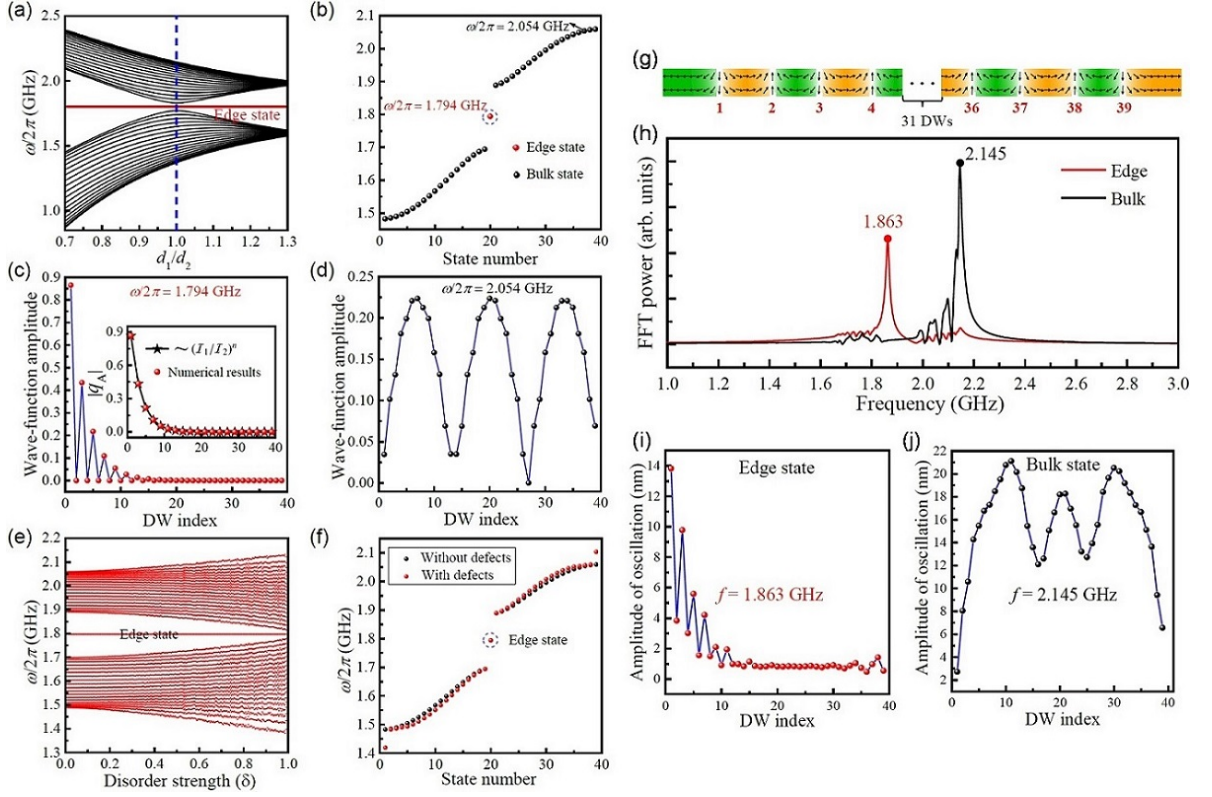 (a)
2.5
2.0
1.5
1.0
ω/2π (GHz)
Edge state
0.7 0.8 0.9 1.0 1.1 1.2 1.3
d₁/d₂
(b)
2.1
2.0
1.9
1.8
1.7
1.6
1.5
ω/2π (GHz)
ω/2π = 2.054 GHz
ω/2π = 1.794 GHz
Edge state
Bulk state
0 10 20 30 40
State number
(c)
0.9
0.8
0.7
0.6
0.5
0.4
0.3
0.2
0.1
0.0
Wave-function amplitude
ω/2π = 1.794 GHz
0.9
0.6
0.3
0.0
|qA|
~ (I₁/I₂)ⁿ
Numerical results
0 10 20 30 40
0 10 20 30 40
DW index
(d)
0.25
0.20
0.15
0.10
0.05
0.00
Wave-function amplitude
ω/2π = 2.054 GHz
0 10 20 30 40
DW index
(e)
2.2
2.1
2.0
1.9
1.8
1.7
1.6
1.5
1.4
1.3
ω/2π (GHz)
Edge state
0.0 0.2 0.4 0.6 0.8 1.0
Disorder strength (δ)
(f)
2.1
2.0
1.9
1.8
1.7
1.6
1.5
1.4
ω/2π (GHz)
Without defects
With defects
Edge state
0 10 20 30 40
State number
(g)
1 2 3 4 36 37 38 39
31 DWs
(h)
FFT power (arb. units)
1.863
2.145
Edge
Bulk
1.0 1.2 1.4 1.6 1.8 2.0 2.2 2.4 2.6 2.8 3.0
Frequency (GHz)
(i)
14
12
10
8
6
4
2
0
Amplitude of oscillation (nm)
Edge state
f = 1.863 GHz
0 10 20 30 40
DW index
(j)
22
20
18
16
14
12
10
8
6
4
2
Amplitude of oscillation (nm)
Bulk state
f = 2.145 GHz
0 10 20 30 40
DW index